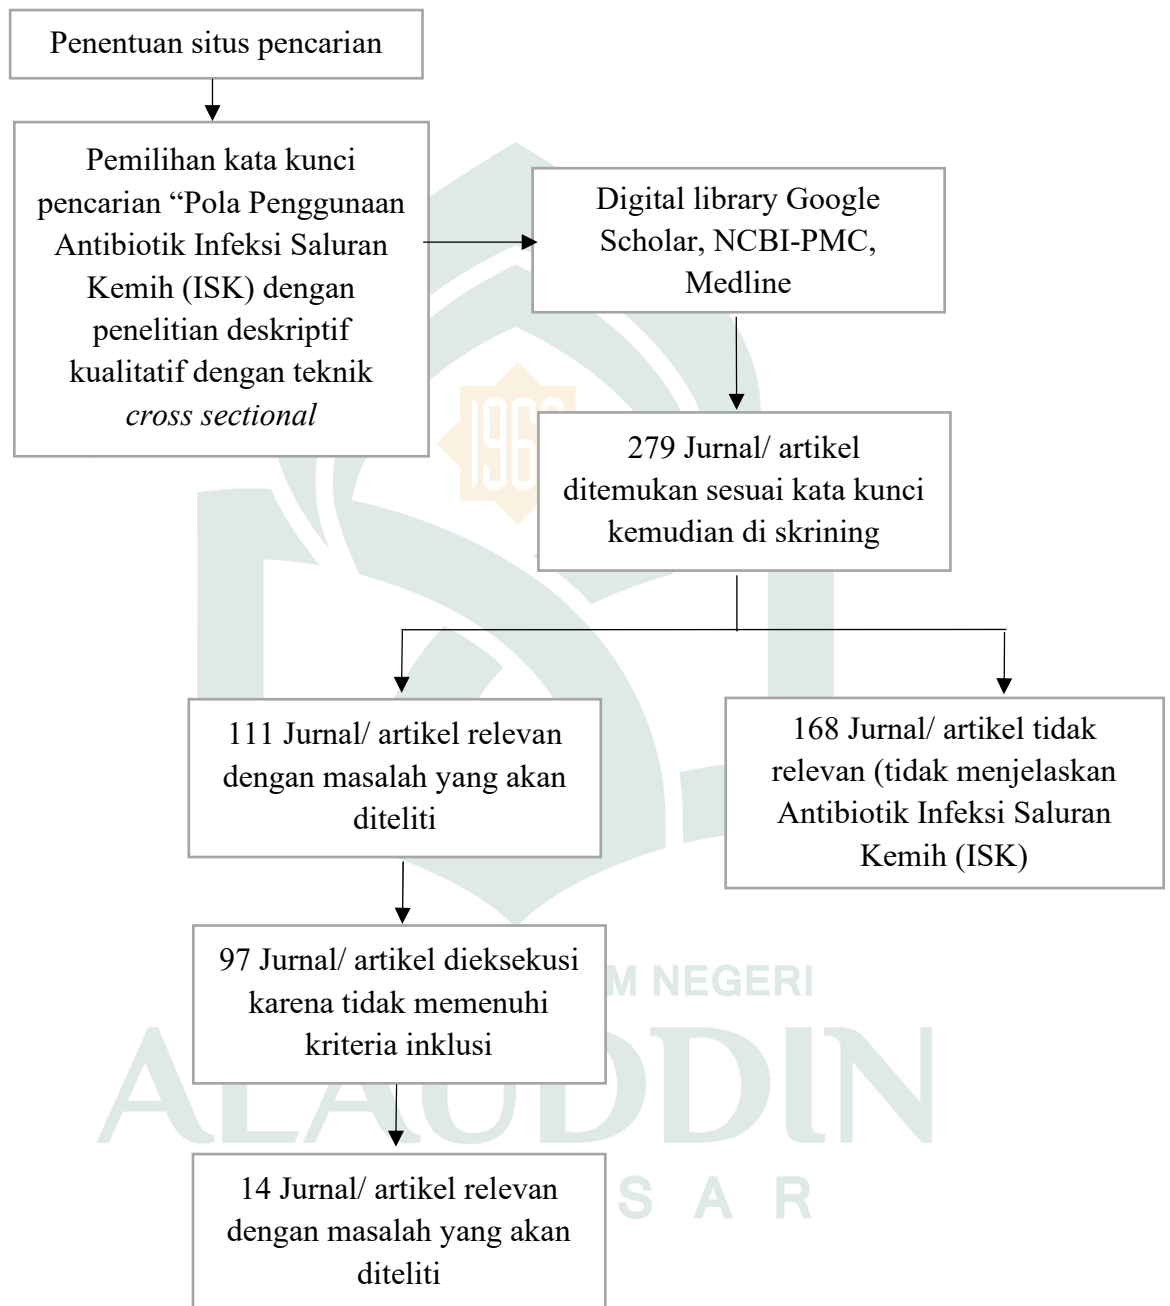 Penentuan situs pencarian
Pemilihan kata kunci
pencarian “Pola Penggunaan
Antibiotik Infeksi Saluran
Kemih (ISK) dengan
penelitian deskriptif
kualitatif dengan teknik
cross sectional
Digital library Google
Scholar, NCBI-PMC,
Medline
279 Jurnal/ artikel
ditemukan sesuai kata kunci
kemudian di skrining
111 Jurnal/ artikel relevan
dengan masalah yang akan
diteliti
168 Jurnal/ artikel tidak
relevan (tidak menjelaskan
Antibiotik Infeksi Saluran
Kemih (ISK)
97 Jurnal/ artikel dieksekusi
karena tidak memenuhi
kriteria inklusi
14 Jurnal/ artikel relevan
dengan masalah yang akan
diteliti
M NEGERI
ALAUDDIN
S A R